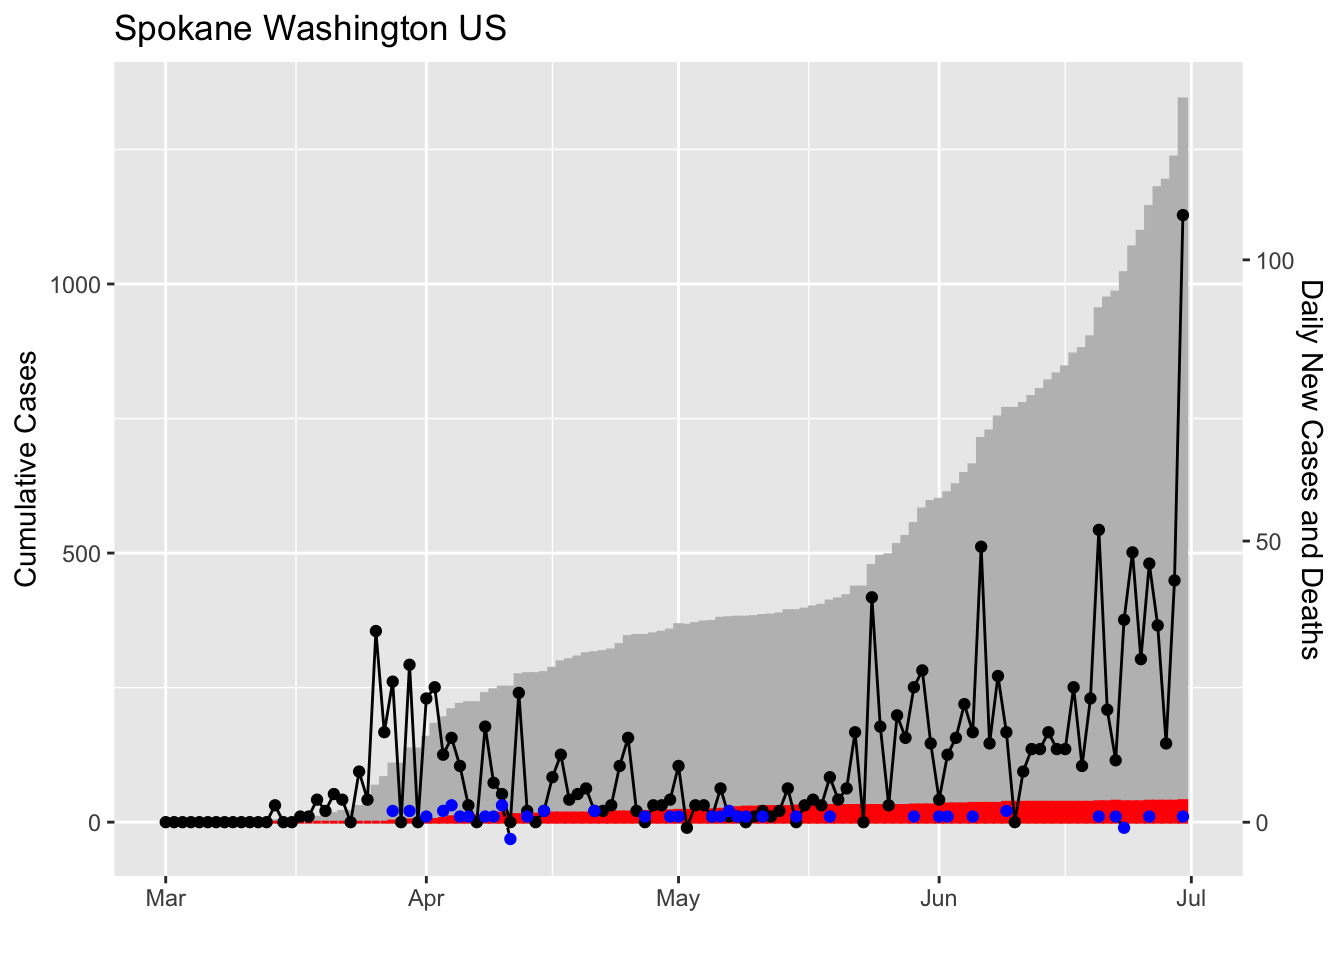 Spokane Washington US
Cumulative Cases
1000
500
0
100
50
0
Daily New Cases and Deaths
Mar
Apr
May
Jun
Jul